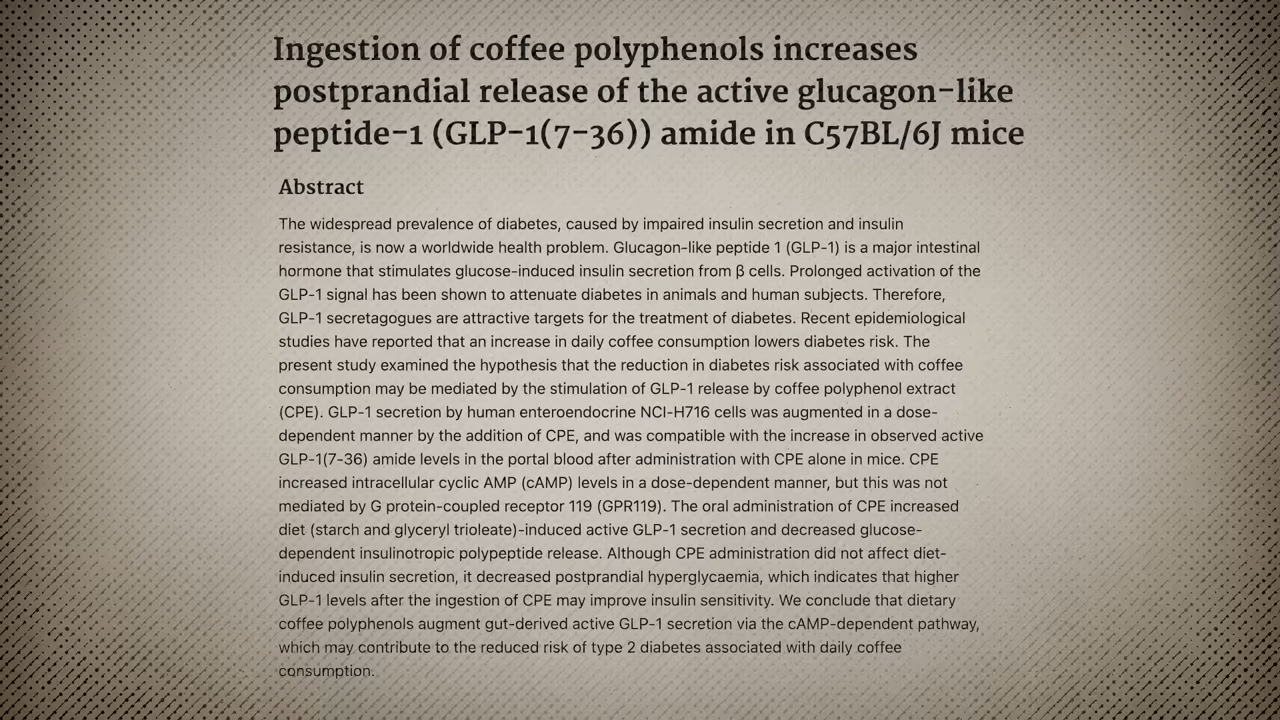 Ingestion of coffee polyphenols increases
postprandial release of the active glucagon-like
peptide-1 (GLP-1(7-36)) amide in C57BL/6J mice
Abstract
The widespread prevalence of diabetes, caused by impaired insulin secretion and insulin
resistance, is now a worldwide health problem. Glucagon-like peptide 1 (GLP-1) is a major intestinal
hormone that stimulates glucose-induced insulin secretion from β cells. Prolonged activation of the
GLP-1 signal has been shown to attenuate diabetes in animals and human subjects. Therefore,
GLP-1 secretagogues are attractive targets for the treatment of diabetes. Recent epidemiological
studies have reported that an increase in daily coffee consumption lowers diabetes risk. The
present study examined the hypothesis that the reduction in diabetes risk associated with coffee
consumption may be mediated by the stimulation of GLP-1 release by coffee polyphenol extract
(CPE). GLP-1 secretion by human enteroendocrine NCI-H716 cells was augmented in a dose-
dependent manner by the addition of CPE, and was compatible with the increase in observed active
GLP-1(7-36) amide levels in the portal blood after administration with CPE alone in mice. CPE
increased intracellular cyclic AMP (cAMP) levels in a dose-dependent manner, but this was not
mediated by G protein-coupled receptor 119 (GPR119). The oral administration of CPE increased
diet (starch and glyceryl trioleate)-induced active GLP-1 secretion and decreased glucose-
dependent insulinotropic polypeptide release. Although CPE administration did not affect diet-
induced insulin secretion, it decreased postprandial hyperglycaemia, which indicates that higher
GLP-1 levels after the ingestion of CPE may improve insulin sensitivity. We conclude that dietary
coffee polyphenols augment gut-derived active GLP-1 secretion via the cAMP-dependent pathway,
which may contribute to the reduced risk of type 2 diabetes associated with daily coffee
consumption.